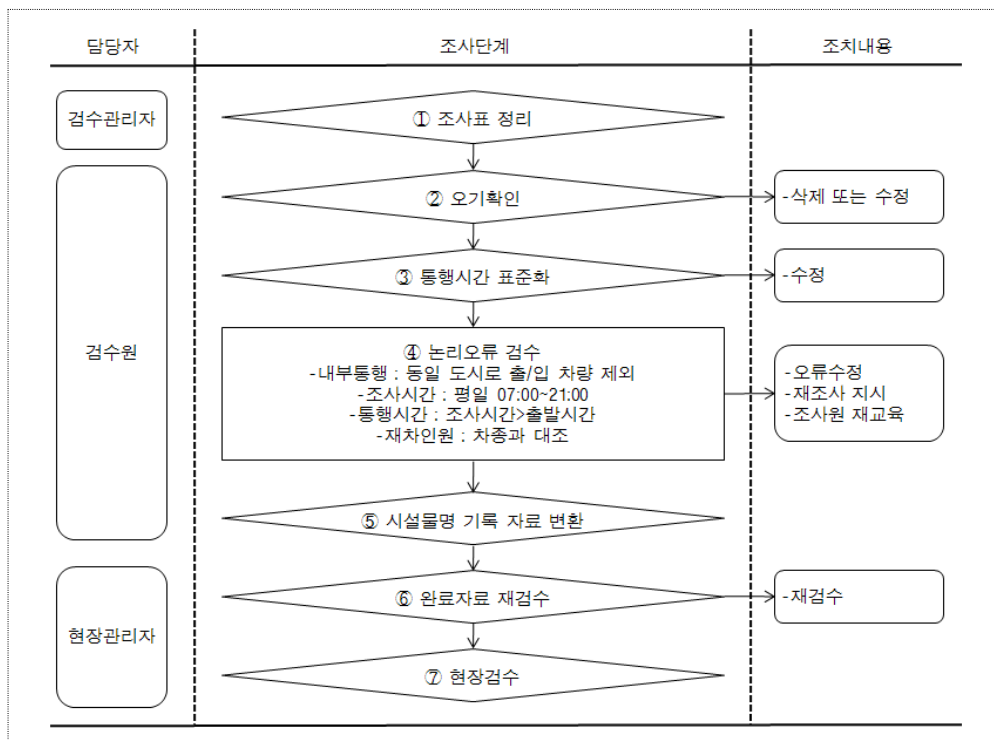 담당자
조사단계
조치내용
검수관리자
① 조사표 정리
② 오기확인
-삭제 또는 수정
③ 통행시간 표준화
-수정
검수원
④ 논리오류 검수
-내부통행 : 동일 도시로 출/입 차량 제외
-조사시간 : 평일 07:00~21:00
-통행시간 : 조사시간>출발시간
-재차인원 : 차종과 대조
-오류수정
-재조사 지시
-조사원 재교육
⑤ 시설물명 기록 자료 변환
현장관리자
⑥ 완료자료 재검수
-재검수
⑦ 현장검수